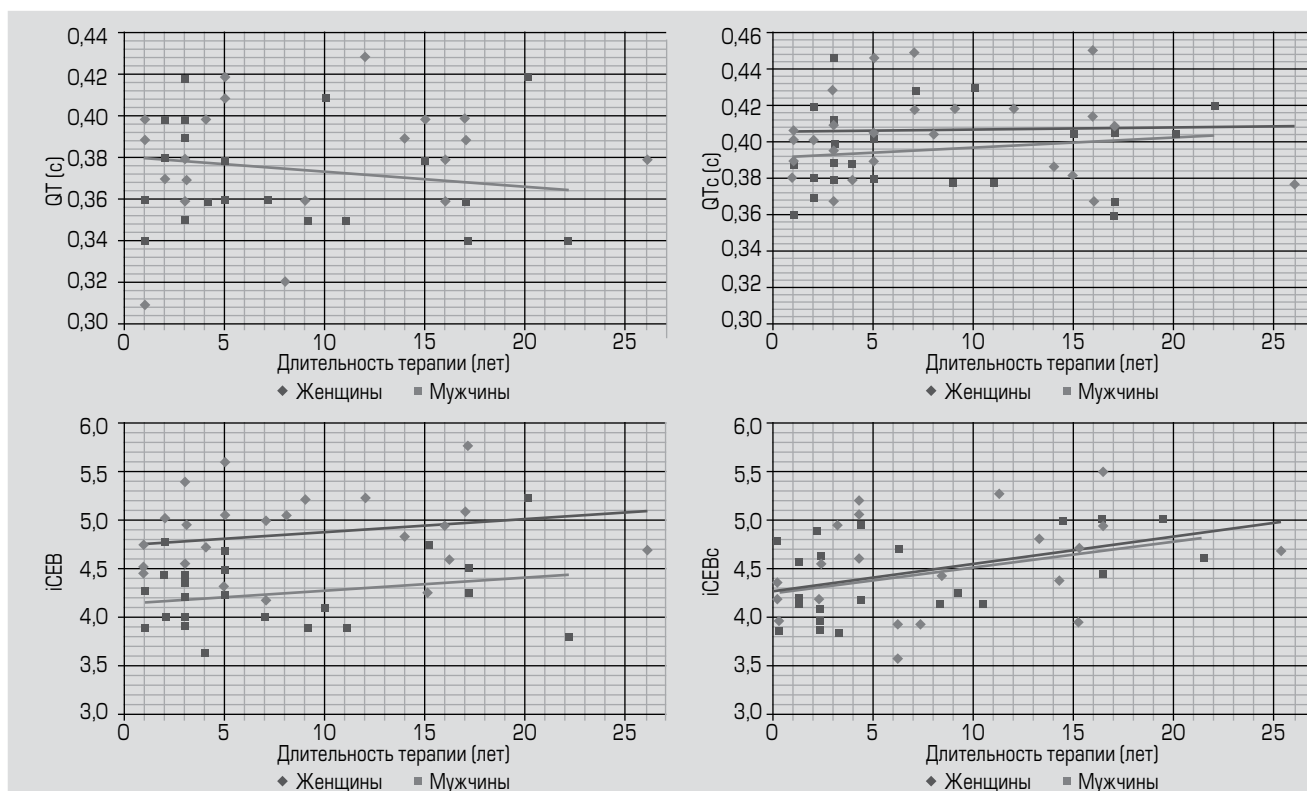 QT (с)
0,44
0,42
0,40
0,38
0,36
0,34
0,32
0,30
0 5 10 15 20 25
Длительность терапии (лет)
Женщины Мужчины
QTc (с)
0,46
0,44
0,42
0,40
0,38
0,36
0,34
0,32
0,30
0 5 10 15 20 25
Длительность терапии (лет)
Женщины Мужчины
iCEB
6,0
5,5
5,0
4,5
4,0
3,5
3,0
0 5 10 15 20 25
Длительность терапии (лет)
Женщины Мужчины
iCEBc
6,0
5,5
5,0
4,5
4,0
3,5
3,0
0 5 10 15 20 25
Длительность терапии (лет)
Женщины Мужчины